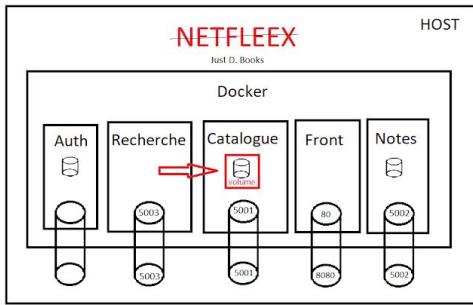 HOST
NETFLEEX
Just D. Books
Docker
Auth
Recherche
Catalogue
Front
Notes
volume
5003
5001
80
5002
5003
5001
8080
5002